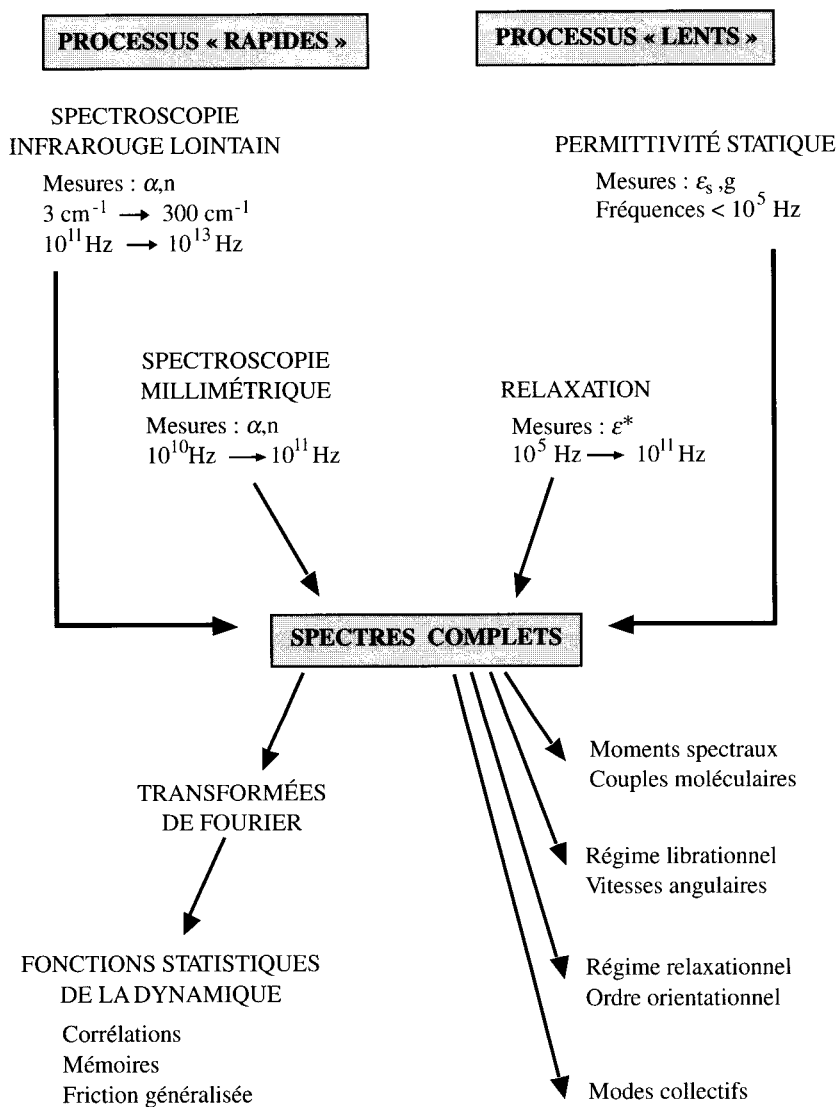 PROCESSUS « RAPIDES »
PROCESSUS « LENTS »
SPECTROSCOPIE
INFRAROUGE LOINTAIN
Mesures : α,n
3 cm⁻¹ → 300 cm⁻¹
10¹¹ Hz → 10¹³ Hz
PERMITTIVITÉ STATIQUE
Mesures : εₛ ,g
Fréquences < 10⁵ Hz
SPECTROSCOPIE
MILLIMÉTRIQUE
Mesures : α,n
10¹⁰Hz → 10¹¹ Hz
RELAXATION
Mesures : ε*
10⁵ Hz → 10¹¹ Hz
SPECTRES COMPLETS
TRANSFORMÉES
DE FOURIER
FONCTIONS STATISTIQUES
DE LA DYNAMIQUE
Corrélations
Mémoires
Friction généralisée
Moments spectraux
Couples moléculaires
Régime librationnel
Vitesses angulaires
Régime relaxationnel
Ordre orientationnel
Modes collectifs